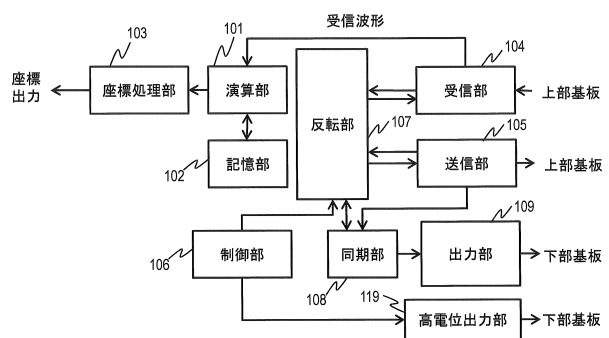 受信波形
103
101
104
座標
出力
座標処理部
演算部
反転部
受信部
上部基板
107
105
102
記憶部
送信部
上部基板
109
106
制御部
同期部
出力部
下部基板
108
119
高電位出力部
下部基板